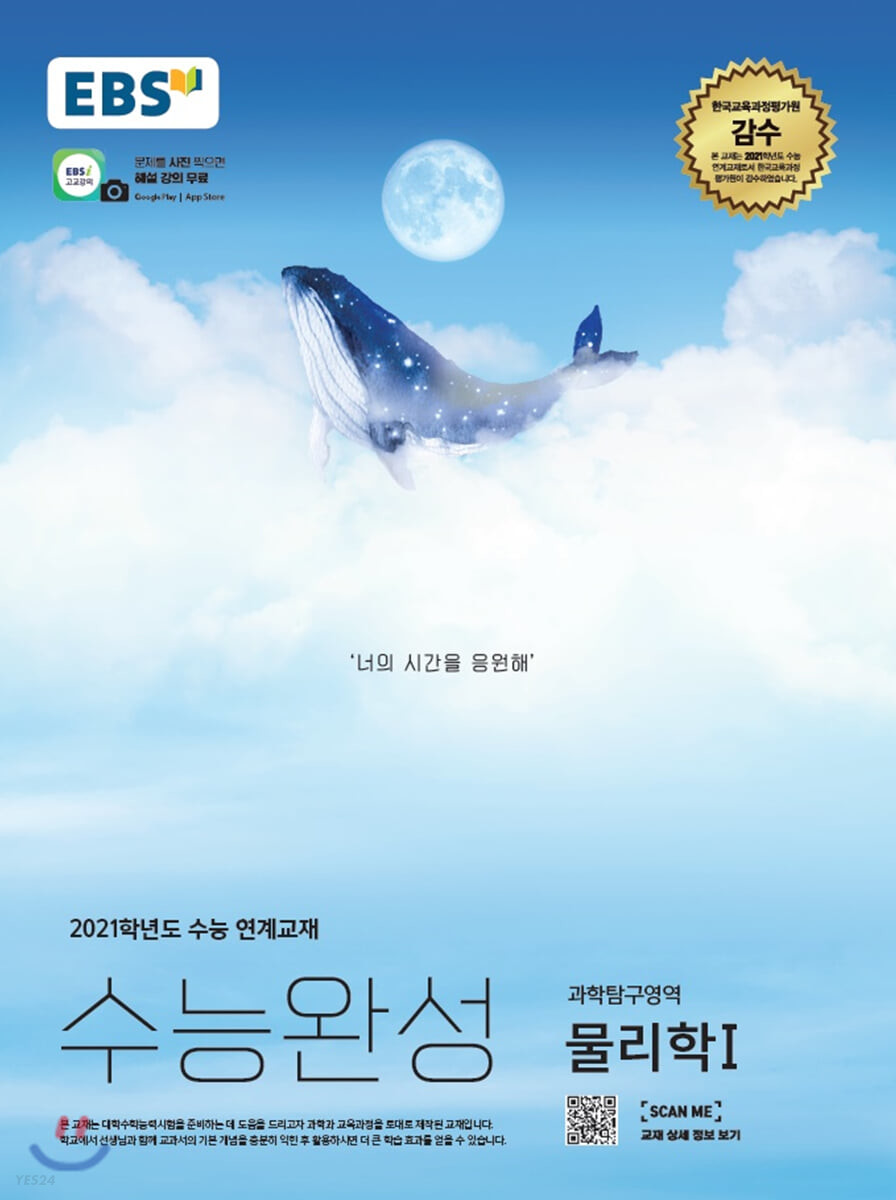 EBS
EBSi
고교강의
문제를 사진 찍으면
해설 강의 무료
Google Play | App Store
한국교육과정평가원
감수
본 교재는 2021학년도 수능
연계교재로서 한국교육과정
평가원이 감수하였습니다.
'너의 시간을 응원해'
2021학년도 수능 연계교재
수능완성
과학탐구영역
물리학Ⅰ
SCAN ME
교재 상세 정보 보기
본 교재는 대학수학능력시험을 준비하는 데 도움을 드리고자 과학과 교육과정을 토대로 제작된 교재입니다.
학교에서 선생님과 함께 교과서의 기본 개념을 충분히 익힌 후 활용하시면 더 큰 학습 효과를 얻을 수 있습니다.
YES24